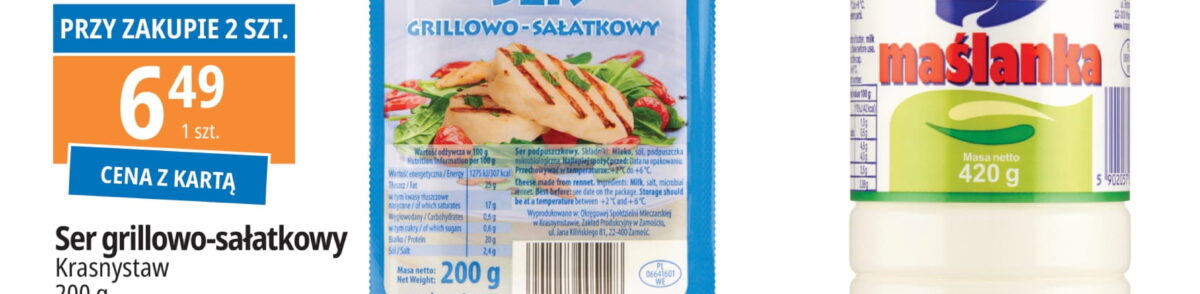 PRZY ZAKUPIE 2 SZT.
6 49
1 szt.
CENA Z KARTĄ
Ser grillowo-sałatkowy
Krasnystaw
200 g
SER
GRILLOWO-SAŁATKOWY
Wartość odżywcza w 100 g
Nutrition Information per 100 g
Wartość energetyczna / Energy 1275 kJ/307 kcal
Tłuszcz / Fat 25 g
w tym kwasy tłuszczowe
nasycone / of which saturates 17 g
Węglowodany / Carbohydrates 0,6 g
w tym cukry / of which sugars 0,6 g
Białko / Protein 20 g
Sól / Salt 2,4 g
Masa netto:
Net Weight: 200 g
Ser podpuszczkowy. Składniki: Mleko, sól, podpuszczka
mikrobiologiczna. Najlepiej spożyć przed: Data na opakowaniu.
Przechowywać w temperaturze: +2°C do +6°C.
Cheese made from rennet. Ingredients: Milk, salt, microbial
rennet. Best before: see date on the package. Storage should
be at a temperature between +2°C and +6°C.
Wyprodukowano w: Okręgowej Spółdzielni Mleczarskiej
w Krasnymstawie, Zakład Produkcyjny w Zamościu,
ul. Jana Kilińskiego 81, 22-400 Zamość.
PL
06641601
WE
maślanka
Masa netto
420 g